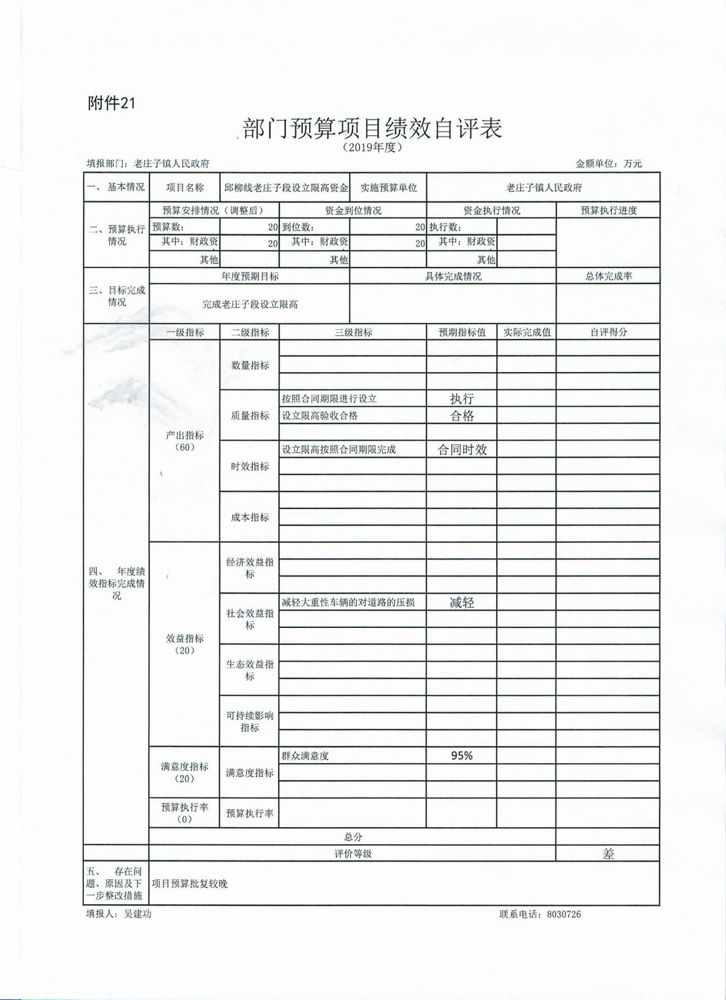 附件21
部门预算项目绩效自评表
（2019年度）
填报部门：老庄子镇人民政府 金额单位：万元
一、 基本情况 项目名称 邱柳线老庄子段设立限高资金 实施预算单位 老庄子镇人民政府
二、预算执行情况 预算安排情况（调整后） 资金到位情况 资金执行情况 预算执行进度
预算数： 20 到位数： 20 执行数：
其中：财政资 20 其中：财政资 20 其中：财政资
其他 其他 其他
三、目标完成情况 年度预期目标 具体完成情况 总体完成率
完成老庄子段设立限高
四、 年度绩效指标完成情况 一级指标 二级指标 三级指标 预期指标值 实际完成值 自评得分
产出指标（60） 数量指标
质量指标 按照合同期限进行设立 执行
设立限高验收合格 合格
时效指标 设立限高按照合同期限完成 合同时效
成本指标
效益指标（20） 经济效益指标
社会效益指标 减轻大重性车辆的对道路的压损 减轻
生态效益指标
可持续影响指标
满意度指标（20） 满意度指标 群众满意度 95%
预算执行率（0） 预算执行率
总分
评价等级 差
五、 存在问题、原因及下一步整改措施 项目预算批复较晚
填报人：吴建功 联系电话：8030726